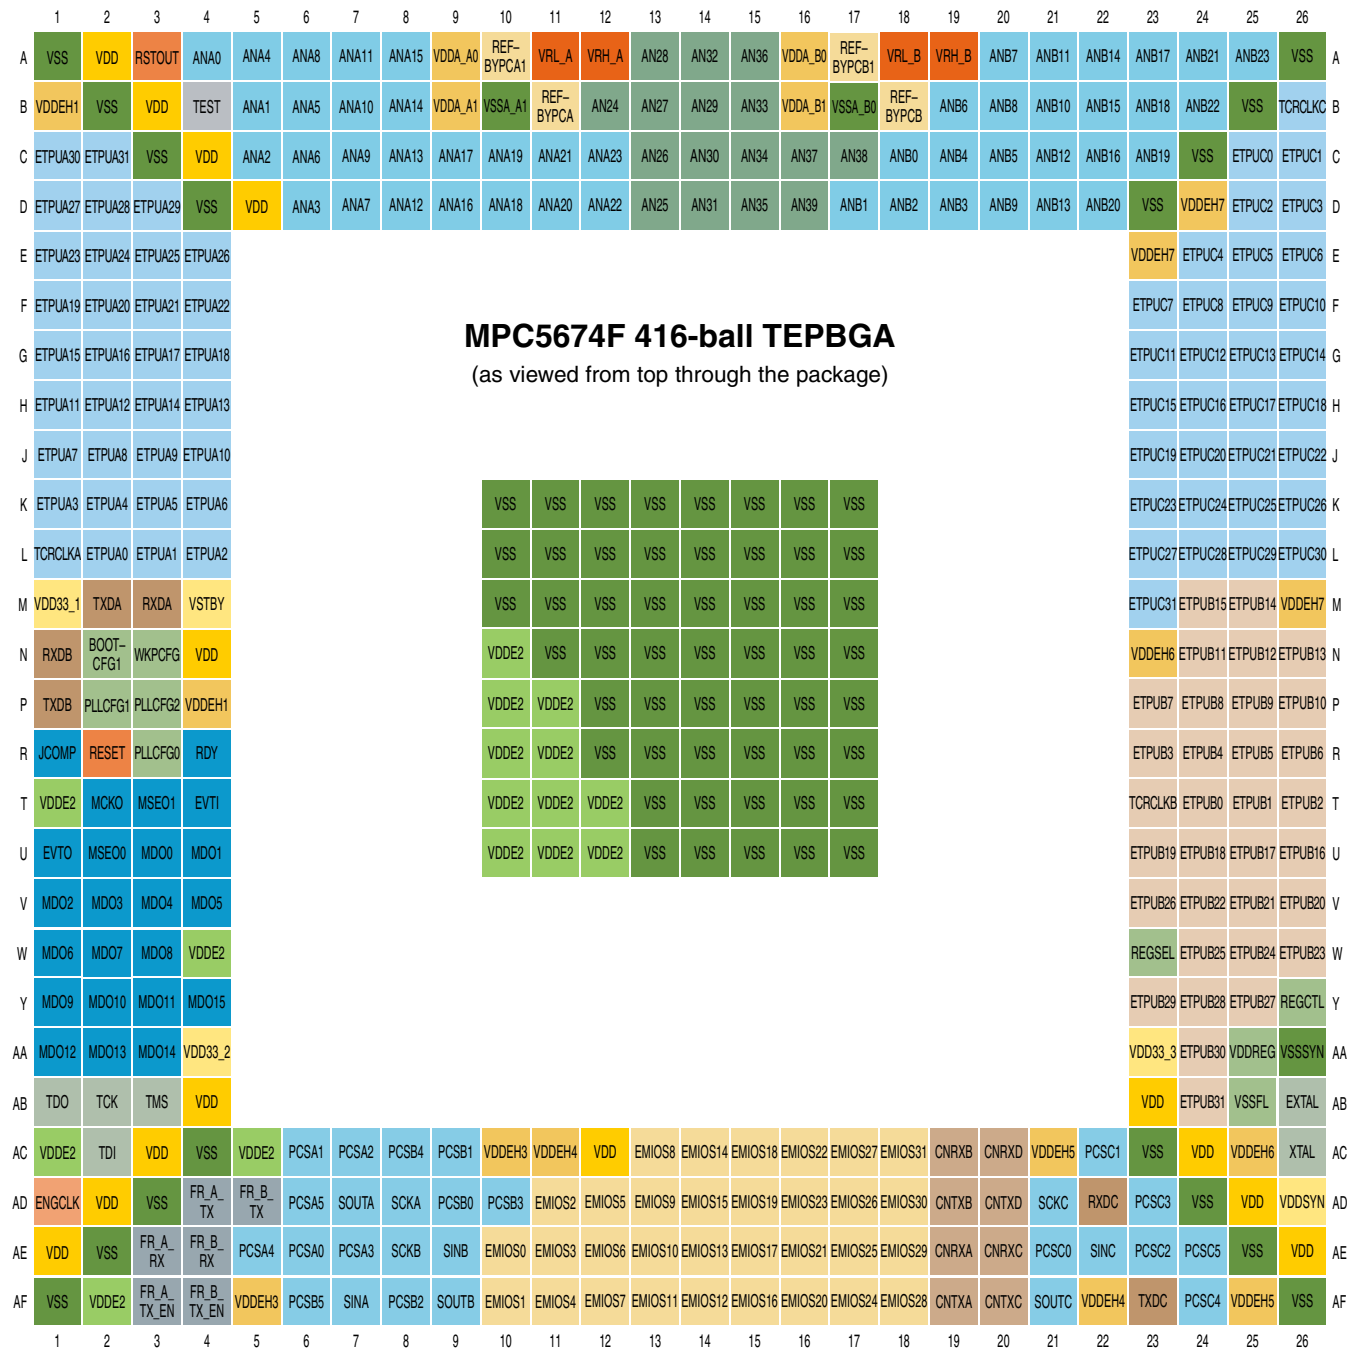 1 2 3 4 5 6 7 8 9 10 11 12 13 14 15 16 17 18 19 20 21 22 23 24 25 26
A VSS VDD RSTOUT ANA0 ANA4 ANA8 ANA11 ANA15 VDDA_A0 REF–BYPCA1 VRL_A VRH_A AN28 AN32 AN36 VDDA_B0 REF–BYPCB1 VRL_B VRH_B ANB7 ANB11 ANB14 ANB17 ANB21 ANB23 VSS A
B VDDEH1 VSS VDD TEST ANA1 ANA5 ANA10 ANA14 VDDA_A1 VSSA_A1 REF–BYPCA AN24 AN27 AN29 AN33 VDDA_B1 VSSA_B0 REF–BYPCB ANB6 ANB8 ANB10 ANB15 ANB18 ANB22 VSS TCRCLKC B
C ETPUA30 ETPUA31 VSS VDD ANA2 ANA6 ANA9 ANA13 ANA17 ANA19 ANA21 ANA23 AN26 AN30 AN34 AN37 AN38 ANB0 ANB4 ANB5 ANB12 ANB16 ANB19 VSS ETPUC0 ETPUC1 C
D ETPUA27 ETPUA28 ETPUA29 VSS VDD ANA3 ANA7 ANA12 ANA16 ANA18 ANA20 ANA22 AN25 AN31 AN35 AN39 ANB1 ANB2 ANB3 ANB9 ANB13 ANB20 VSS VDDEH7 ETPUC2 ETPUC3 D
E ETPUA23 ETPUA24 ETPUA25 ETPUA26 VDDEH7 ETPUC4 ETPUC5 ETPUC6 E
F ETPUA19 ETPUA20 ETPUA21 ETPUA22 ETPUC7 ETPUC8 ETPUC9 ETPUC10 F
MPC5674F 416-ball TEPBGA
G ETPUA15 ETPUA16 ETPUA17 ETPUA18 ETPUC11 ETPUC12 ETPUC13 ETPUC14 G
(as viewed from top through the package)
H ETPUA11 ETPUA12 ETPUA14 ETPUA13 ETPUC15 ETPUC16 ETPUC17 ETPUC18 H
J ETPUA7 ETPUA8 ETPUA9 ETPUA10 ETPUC19 ETPUC20 ETPUC21 ETPUC22 J
K ETPUA3 ETPUA4 ETPUA5 ETPUA6 VSS VSS VSS VSS VSS VSS VSS VSS ETPUC23 ETPUC24 ETPUC25 ETPUC26 K
L TCRCLKA ETPUA0 ETPUA1 ETPUA2 VSS VSS VSS VSS VSS VSS VSS VSS ETPUC27 ETPUC28 ETPUC29 ETPUC30 L
M VDD33_1 TXDA RXDA VSTBY VSS VSS VSS VSS VSS VSS VSS VSS ETPUC31 ETPUB15 ETPUB14 VDDEH7 M
N RXDB BOOT–CFG1 WKPCFG VDD VDDE2 VSS VSS VSS VSS VSS VSS VSS VDDEH6 ETPUB11 ETPUB12 ETPUB13 N
P TXDB PLLCFG1 PLLCFG2 VDDEH1 VDDE2 VDDE2 VSS VSS VSS VSS VSS VSS ETPUB7 ETPUB8 ETPUB9 ETPUB10 P
R JCOMP RESET PLLCFG0 RDY VDDE2 VDDE2 VSS VSS VSS VSS VSS VSS ETPUB3 ETPUB4 ETPUB5 ETPUB6 R
T VDDE2 MCKO MSEO1 EVTI VDDE2 VDDE2 VDDE2 VSS VSS VSS VSS VSS TCRCLKB ETPUB0 ETPUB1 ETPUB2 T
U EVTO MSEO0 MDO0 MDO1 VDDE2 VDDE2 VDDE2 VSS VSS VSS VSS VSS ETPUB19 ETPUB18 ETPUB17 ETPUB16 U
V MDO2 MDO3 MDO4 MDO5 ETPUB26 ETPUB22 ETPUB21 ETPUB20 V
W MDO6 MDO7 MDO8 VDDE2 REGSEL ETPUB25 ETPUB24 ETPUB23 W
Y MDO9 MDO10 MDO11 MDO15 ETPUB29 ETPUB28 ETPUB27 REGCTL Y
AA MDO12 MDO13 MDO14 VDD33_2 VDD33_3 ETPUB30 VDDREG VSSSYN AA
AB TDO TCK TMS VDD VDD ETPUB31 VSSFL EXTAL AB
AC VDDE2 TDI VDD VSS VDDE2 PCSA1 PCSA2 PCSB4 PCSB1 VDDEH3 VDDEH4 VDD EMIOS8 EMIOS14 EMIOS18 EMIOS22 EMIOS27 EMIOS31 CNRXB CNRXD VDDEH5 PCSC1 VSS VDD VDDEH6 XTAL AC
AD ENGCLK VDD VSS FR_A_TX FR_B_TX PCSA5 SOUTA SCKA PCSB0 PCSB3 EMIOS2 EMIOS5 EMIOS9 EMIOS15 EMIOS19 EMIOS23 EMIOS26 EMIOS30 CNTXB CNTXD SCKC RXDC PCSC3 VSS VDD VDDSYN AD
AE VDD VSS FR_A_RX FR_B_RX PCSA4 PCSA0 PCSA3 SCKB SINB EMIOS0 EMIOS3 EMIOS6 EMIOS10 EMIOS13 EMIOS17 EMIOS21 EMIOS25 EMIOS29 CNRXA CNRXC PCSC0 SINC PCSC2 PCSC5 VSS VDD AE
AF VSS VDDE2 FR_A_TX_EN FR_B_TX_EN VDDEH3 PCSB5 SINA PCSB2 SOUTB EMIOS1 EMIOS4 EMIOS7 EMIOS11 EMIOS12 EMIOS16 EMIOS20 EMIOS24 EMIOS28 CNTXA CNTXC SOUTC VDDEH4 TXDC PCSC4 VDDEH5 VSS AF
1 2 3 4 5 6 7 8 9 10 11 12 13 14 15 16 17 18 19 20 21 22 23 24 25 26